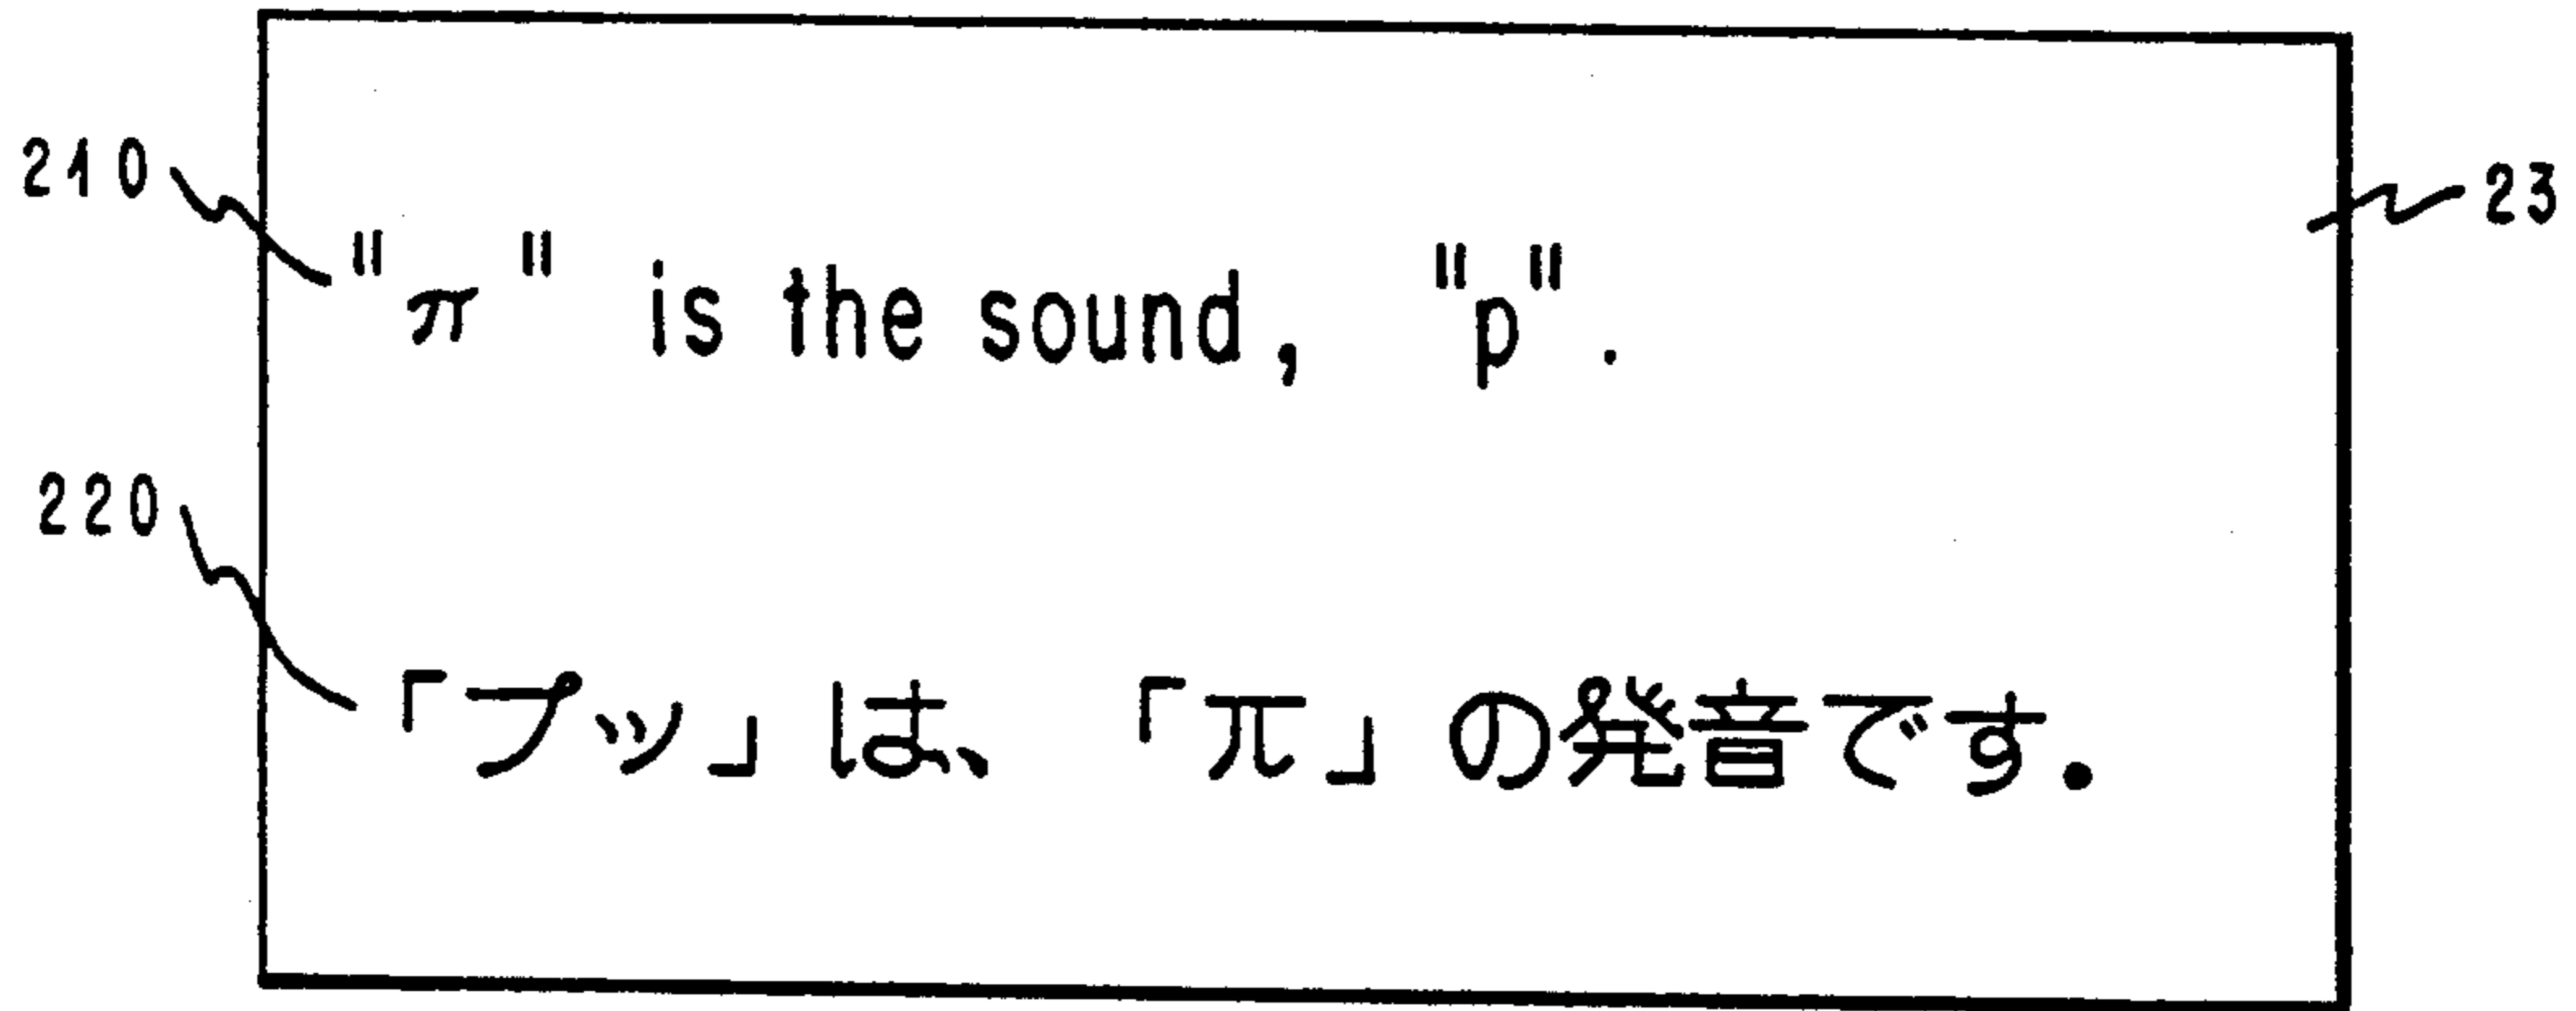 210
23
"π" is the sound, "p".
220
「プッ」は、「π」の発音です.